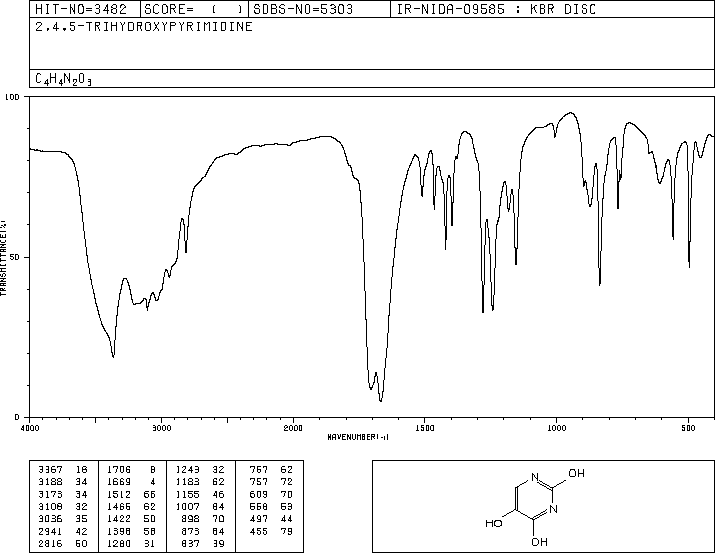 HIT-NO=3482 SCORE= ( ) SDBS-NO=5303 IR-NIDA-09585 : KBR DISC
2,4,5-TRIHYDROXYPYRIMIDINE
C4H4N2O3
100
TRANSMITTANCE(%)
50
0
4000 3000 2000 1500 1000 500
WAVENUMBER(-1)
3367 18 1706 8 1243 32 767 62
3188 34 1669 4 1183 62 757 72
3173 34 1512 66 1155 46 609 70
3108 32 1466 62 1007 84 558 53
3036 35 1422 50 898 70 497 44
2941 42 1398 58 873 64 455 79
2816 50 1280 31 837 39
N OH
N
HO
OH